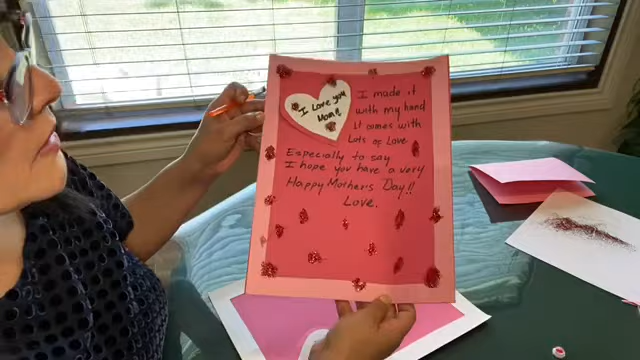 I Love you
Mom!!
I made it
with my hand
It comes with
Lots of Love
Especially to say
I hope you have a very
Happy Mother's Day!!
Love.